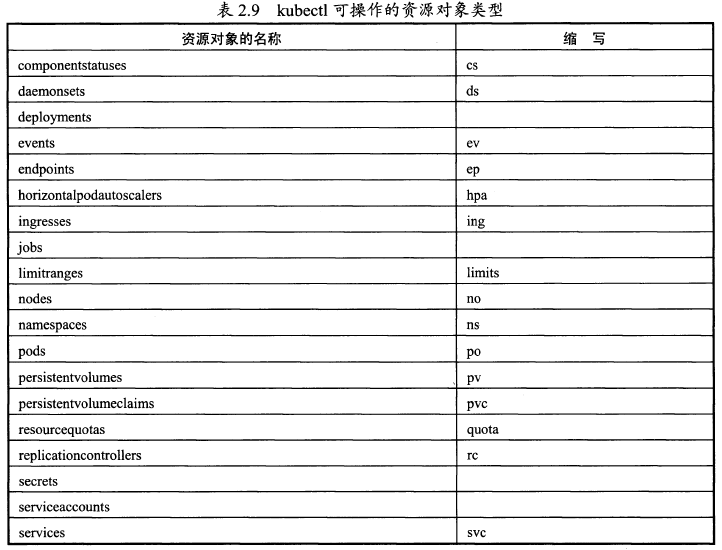 表 2.9 kubectl 可操作的资源对象类型
资源对象的名称 缩 写
componentstatuses cs
daemonsets ds
deployments
events ev
endpoints ep
horizontalpodautoscalers hpa
ingresses ing
jobs
limitranges limits
nodes no
namespaces ns
pods po
persistentvolumes pv
persistentvolumeclaims pvc
resourcequotas quota
replicationcontrollers rc
secrets
serviceaccounts
services svc